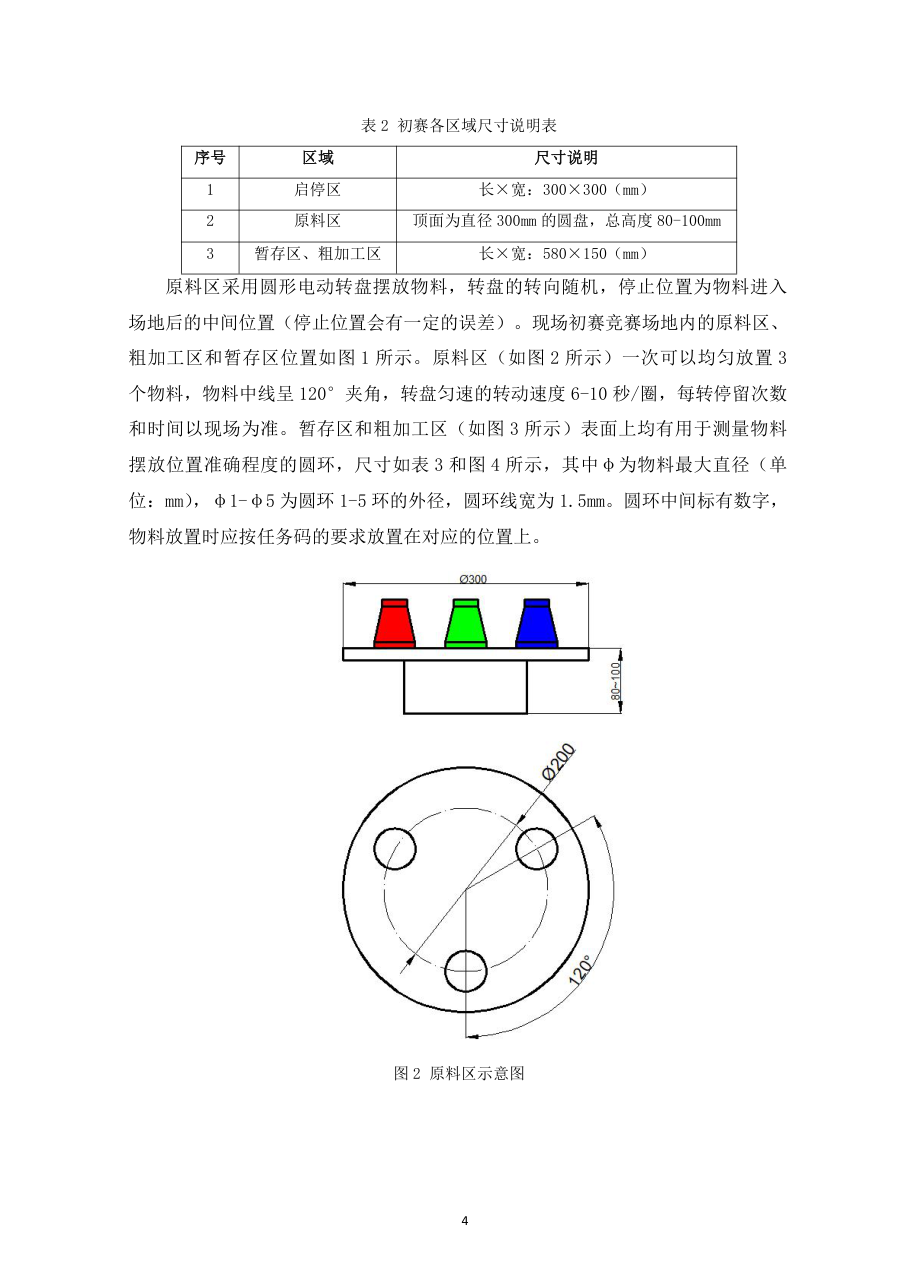 表2 初赛各区域尺寸说明表
序号 区域 尺寸说明
1 启停区 长×宽：300×300（mm）
2 原料区 顶面为直径300mm的圆盘，总高度80-100mm
3 暂存区、粗加工区 长×宽：580×150（mm）
原料区采用圆形电动转盘摆放物料，转盘的转向随机，停止位置为物料进入
场地后的中间位置（停止位置会有一定的误差）。现场初赛竞赛场地内的原料区、
粗加工区和暂存区位置如图1所示。原料区（如图2所示）一次可以均匀放置3
个物料，物料中线呈120°夹角，转盘匀速的转动速度6-10秒/圈，每转停留次数
和时间以现场为准。暂存区和粗加工区（如图3所示）表面上均有用于测量物料
摆放位置准确程度的圆环，尺寸如表3和图4所示，其中φ为物料最大直径（单
位：mm），φ1-φ5为圆环1-5环的外径，圆环线宽为1.5mm。圆环中间标有数字，
物料放置时应按任务码的要求放置在对应的位置上。
Ø300
80~100
Ø200
120°
图2 原料区示意图
4